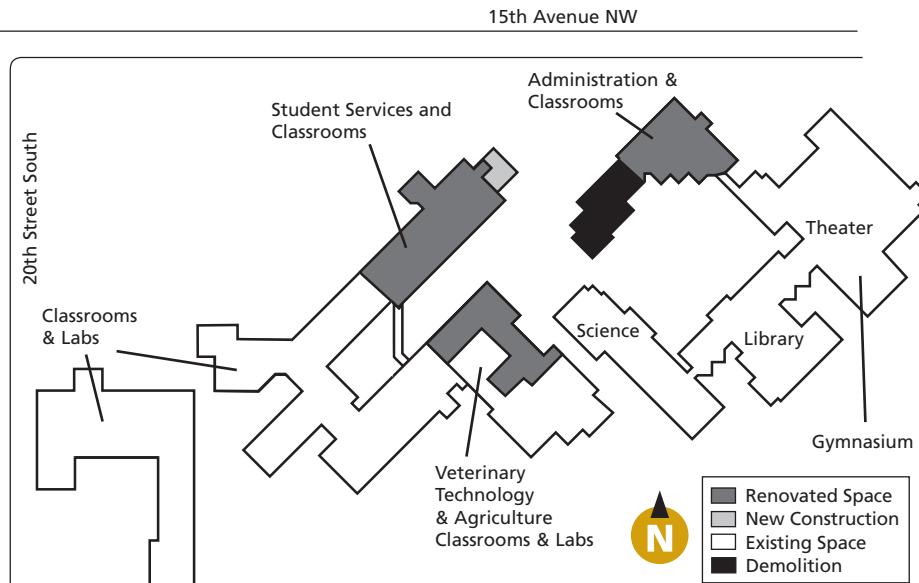 15th Avenue NW
Administration &
Classrooms
Student Services and
Classrooms
20th Street South
Theater
Classrooms
& Labs
Science
Library
Gymnasium
Veterinary
Technology
& Agriculture
Classrooms & Labs
N
Renovated Space
New Construction
Existing Space
Demolition